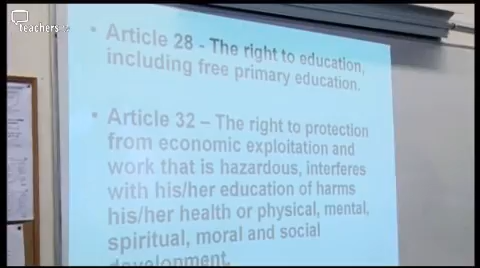 teachers.tv
• Article 28 - The right to education,
including free primary education.
• Article 32 – The right to protection
from economic exploitation and
work that is hazardous, interferes
with his/her education of harms
his/her health or physical, mental,
spiritual, moral and social
development.